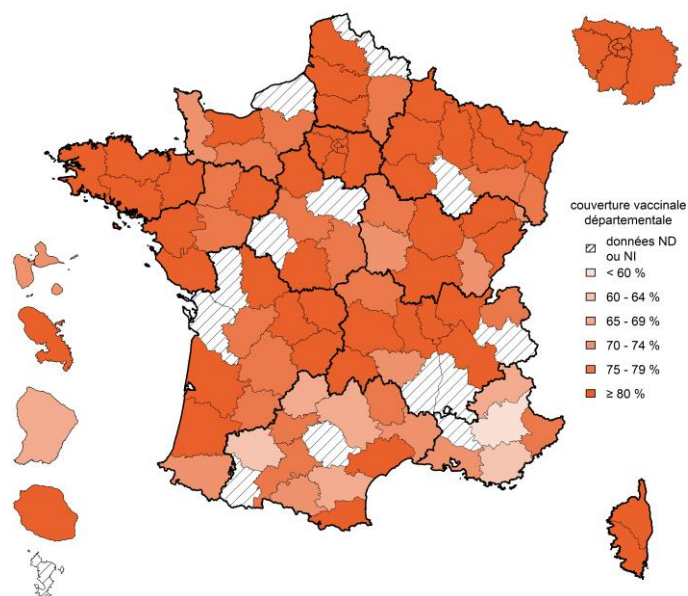 couverture vaccinale
départementale
données ND
ou NI
< 60 %
60 - 64 %
65 - 69 %
70 - 74 %
75 - 79 %
≥ 80 %